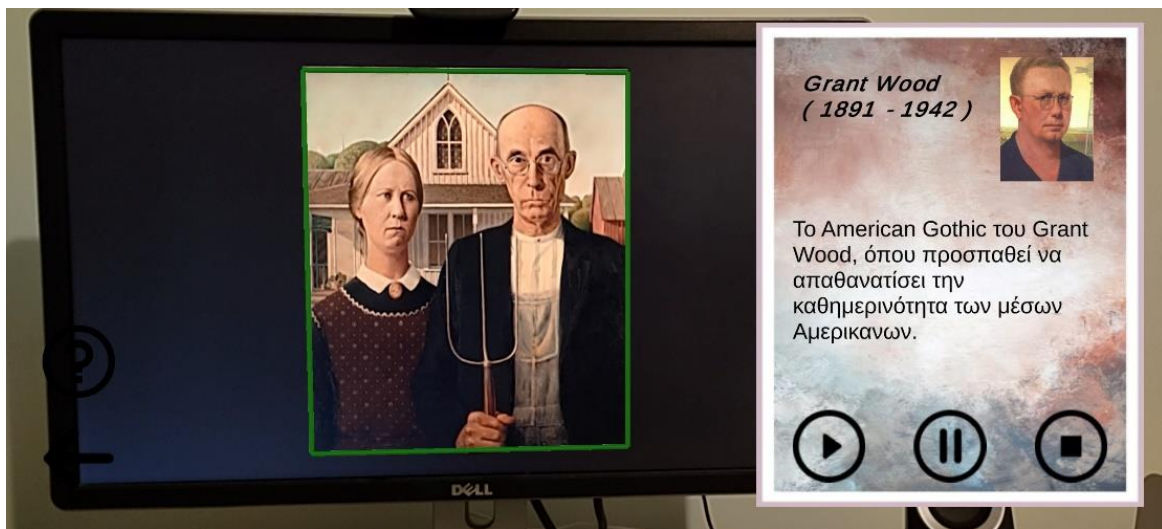 Grant Wood
( 1891 - 1942 )
Το American Gothic του Grant
Wood, όπου προσπαθεί να
απαθανατίσει την
καθημερινότητα των μέσων
Αμερικανων.
DELL